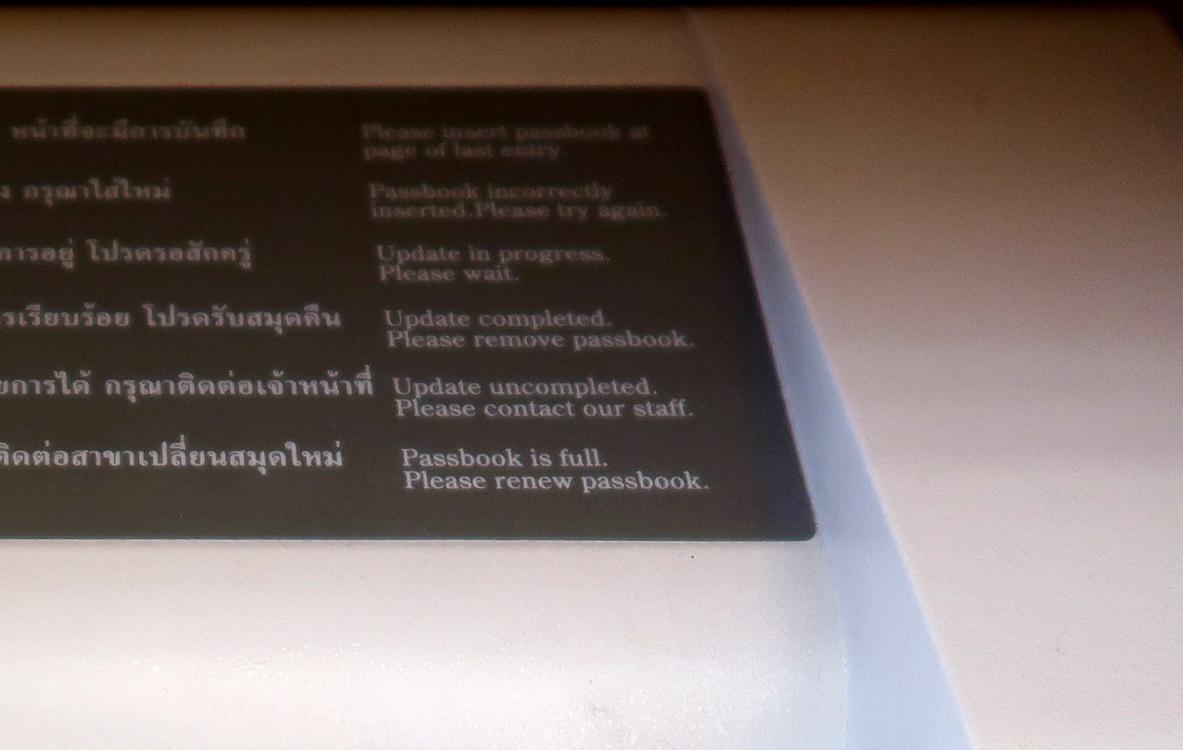 หน้าที่จะมีการบันทึก
Please insert passbook at
page of last entry.
กรุณาใส่ใหม่
Passbook incorrectly
inserted.Please try again.
การอยู่ โปรดรอสักครู่
Update in progress.
Please wait.
รเรียบร้อย โปรดรับสมุดคืน
Update completed.
Please remove passbook.
ยการได้ กรุณาติดต่อเจ้าหน้าที่
Update uncompleted.
Please contact our staff.
ติดต่อสาขาเปลี่ยนสมุดใหม่
Passbook is full.
Please renew passbook.